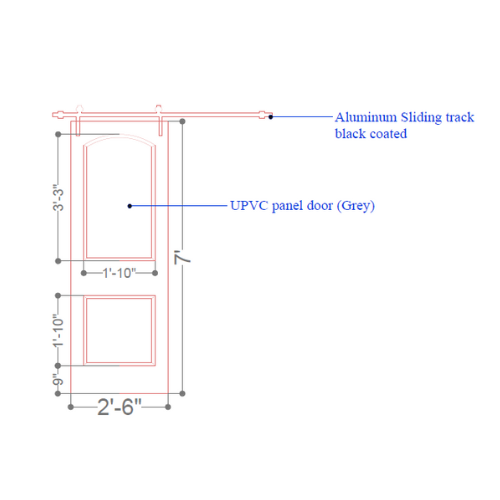 Aluminum Sliding track
black coated
3'-3"
UPVC panel door (Grey)
7'
1'-10"
1'-10"
9"
2'-6"